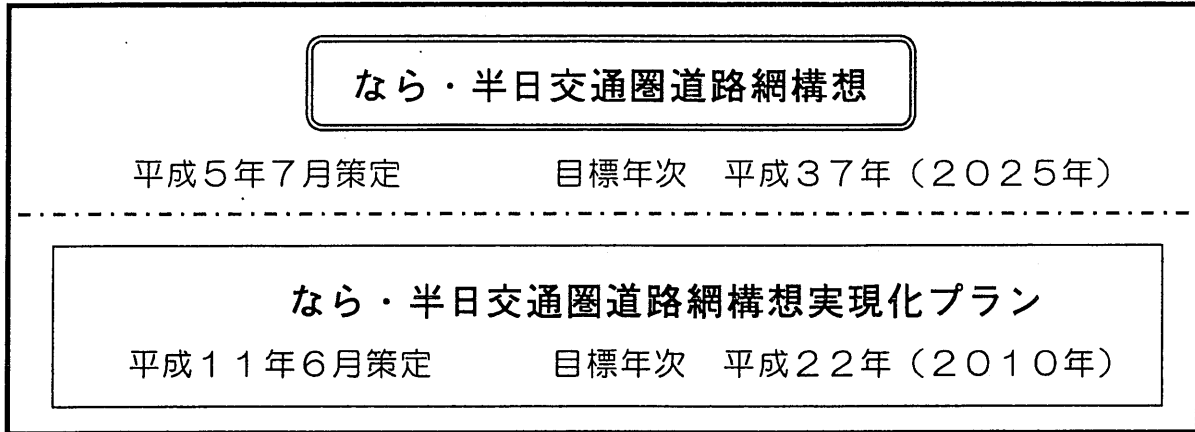 なら・半日交通圏道路網構想
平成5年7月策定　目標年次　平成37年（2025年）
なら・半日交通圏道路網構想実現化プラン
平成11年6月策定　目標年次　平成22年（2010年）